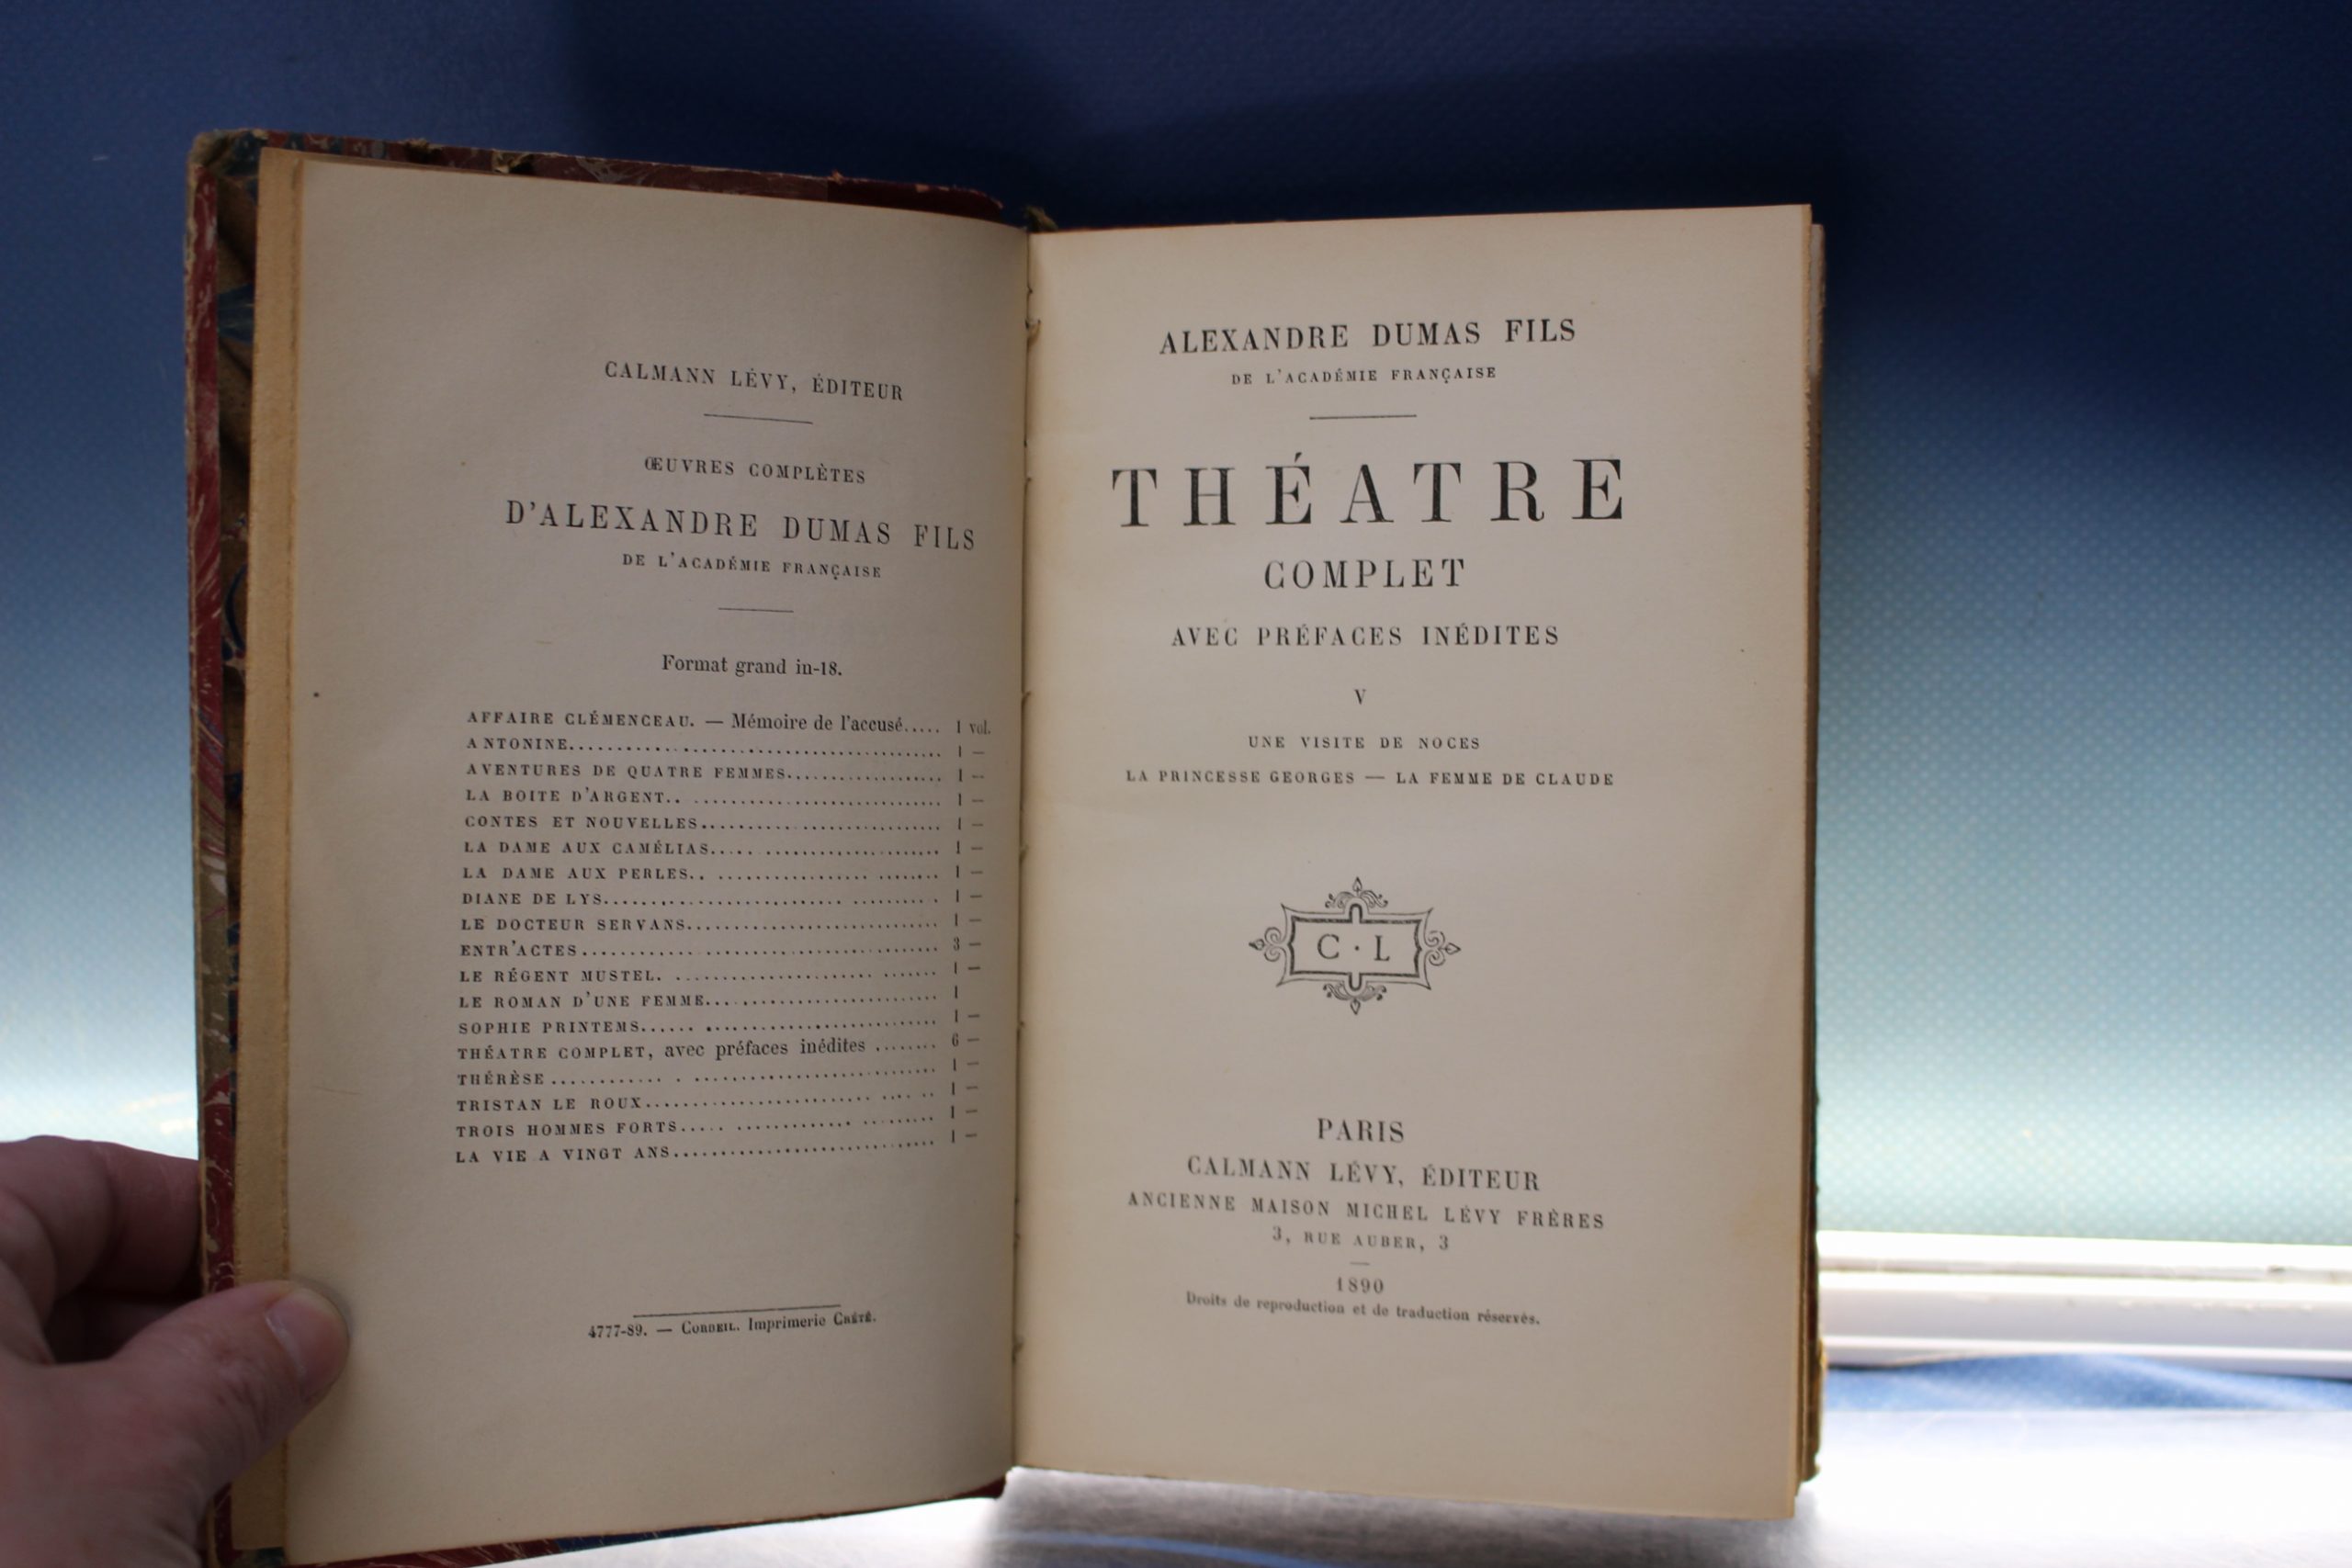 CALMANN LÉVY, ÉDITEUR
ŒUVRES COMPLÈTES
D'ALEXANDRE DUMAS FILS
DE L'ACADÉMIE FRANÇAISE
Format grand in-18.
AFFAIRE CLÉMENCEAU. — Mémoire de l'accusé..... 1 vol.
ANTONINE........................................ 1 —
AVENTURES DE QUATRE FEMMES.................. 1 —
LA BOITE D'ARGENT.. ............................ 1 —
CONTES ET NOUVELLES............................ 1 —
LA DAME AUX CAMÉLIAS........................... 1 —
LA DAME AUX PERLES.. .......................... 1 —
DIANE DE LYS.................................... 1 —
LE DOCTEUR SERVANS............................. 1 —
ENTR'ACTES...................................... 3 —
LE RÉGENT MUSTEL. ............................. 1 —
LE ROMAN D'UNE FEMME........................... 1
SOPHIE PRINTEMS................................. 1 —
THÉATRE COMPLET, avec préfaces inédites ........ 6 —
THÉRÈSE......................................... 1 —
TRISTAN LE ROUX................................. 1 —
TROIS HOMMES FORTS............................. 1 —
LA VIE A VINGT ANS.............................. 1 —
4777-89. — CORBEIL. Imprimerie CRÉTÉ.
ALEXANDRE DUMAS FILS
DE L'ACADÉMIE FRANÇAISE
THÉATRE
COMPLET
AVEC PRÉFACES INÉDITES
V
UNE VISITE DE NOCES
LA PRINCESSE GEORGES — LA FEMME DE CLAUDE
C · L
PARIS
CALMANN LÉVY, ÉDITEUR
ANCIENNE MAISON MICHEL LÉVY FRÈRES
3, RUE AUBER, 3
1890
Droits de reproduction et de traduction réservés.